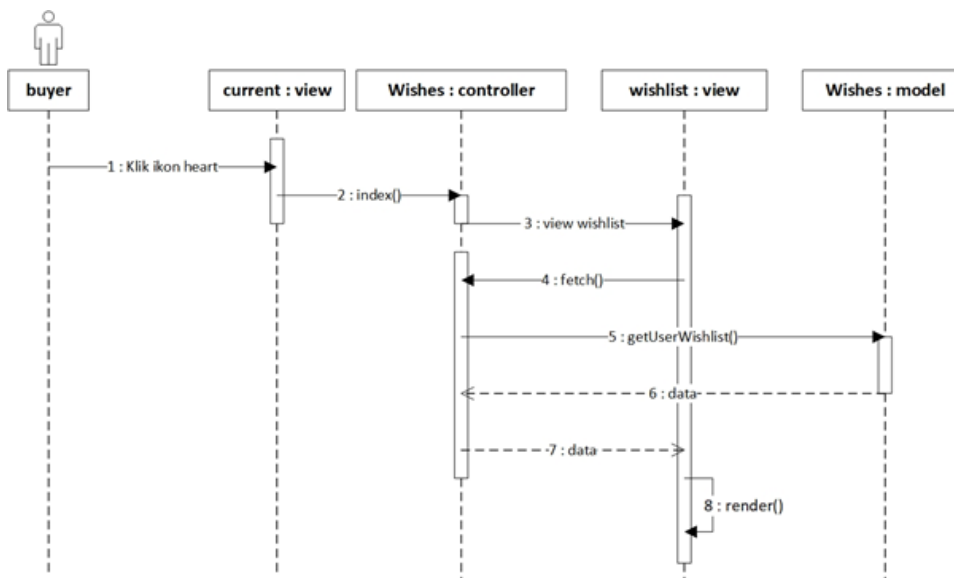 buyer
current : view
Wishes : controller
wishlist : view
Wishes : model
1 : Klik ikon heart
2 : index()
3 : view wishlist
4 : fetch()
5 : getUserWishlist()
6 : data
7 : data
8 : render()